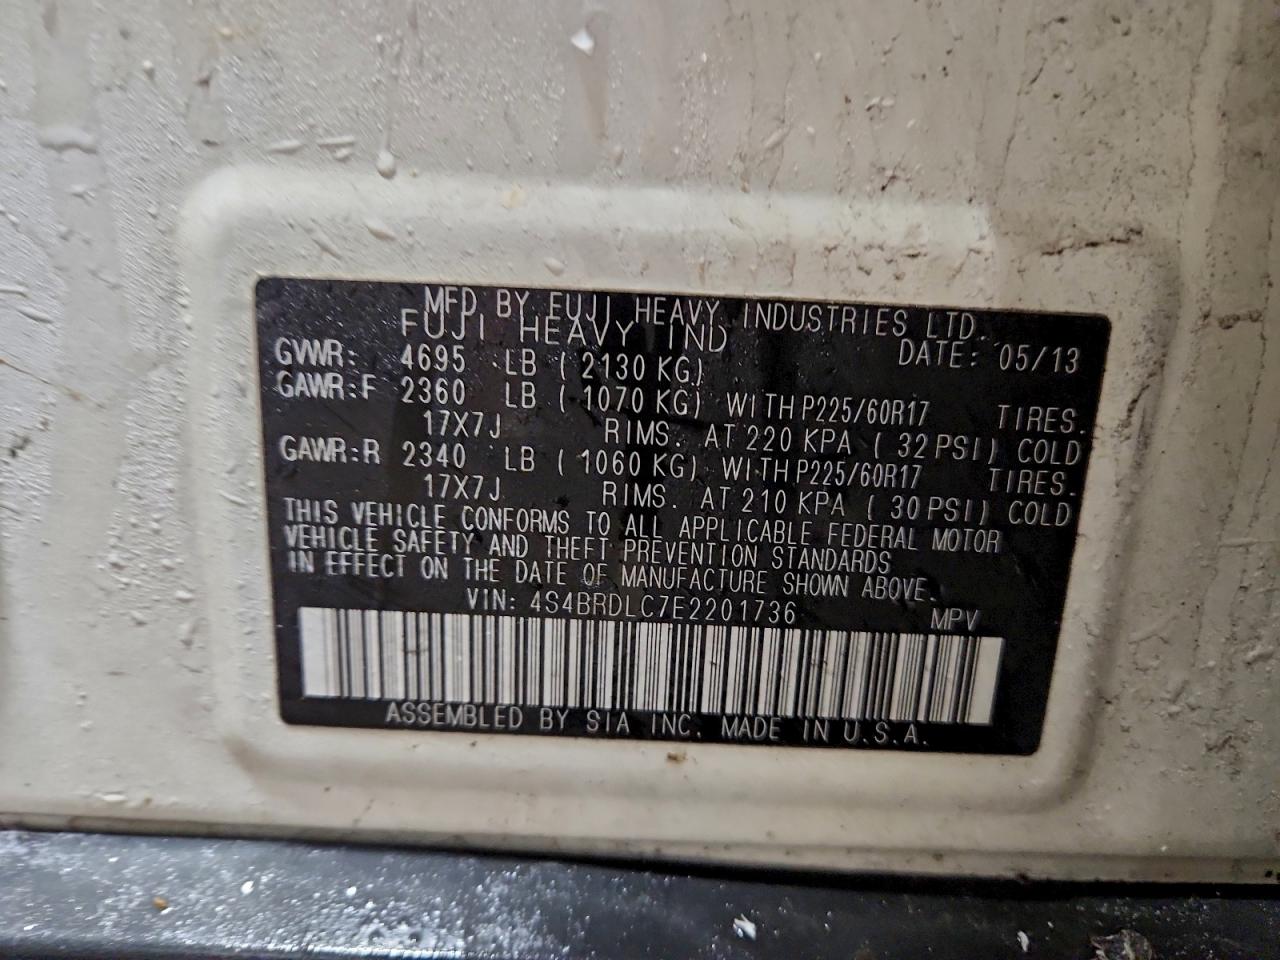 MFD BY FUJI HEAVY INDUSTRIES LTD.
FUJI HEAVY IND DATE: 05/13
GVWR: 4695 LB ( 2130 KG)
GAWR:F 2360 LB ( 1070 KG) WITH P225/60R17 TIRES.
17X7J RIMS. AT 220 KPA ( 32 PSI) COLD
GAWR:R 2340 LB ( 1060 KG) WITH P225/60R17 TIRES.
17X7J RIMS. AT 210 KPA ( 30 PSI) COLD
THIS VEHICLE CONFORMS TO ALL APPLICABLE FEDERAL MOTOR
VEHICLE SAFETY AND THEFT PREVENTION STANDARDS
IN EFFECT ON THE DATE OF MANUFACTURE SHOWN ABOVE.
VIN: 4S4BRDLC7E2201736 MPV
ASSEMBLED BY SIA INC. MADE IN U.S.A.